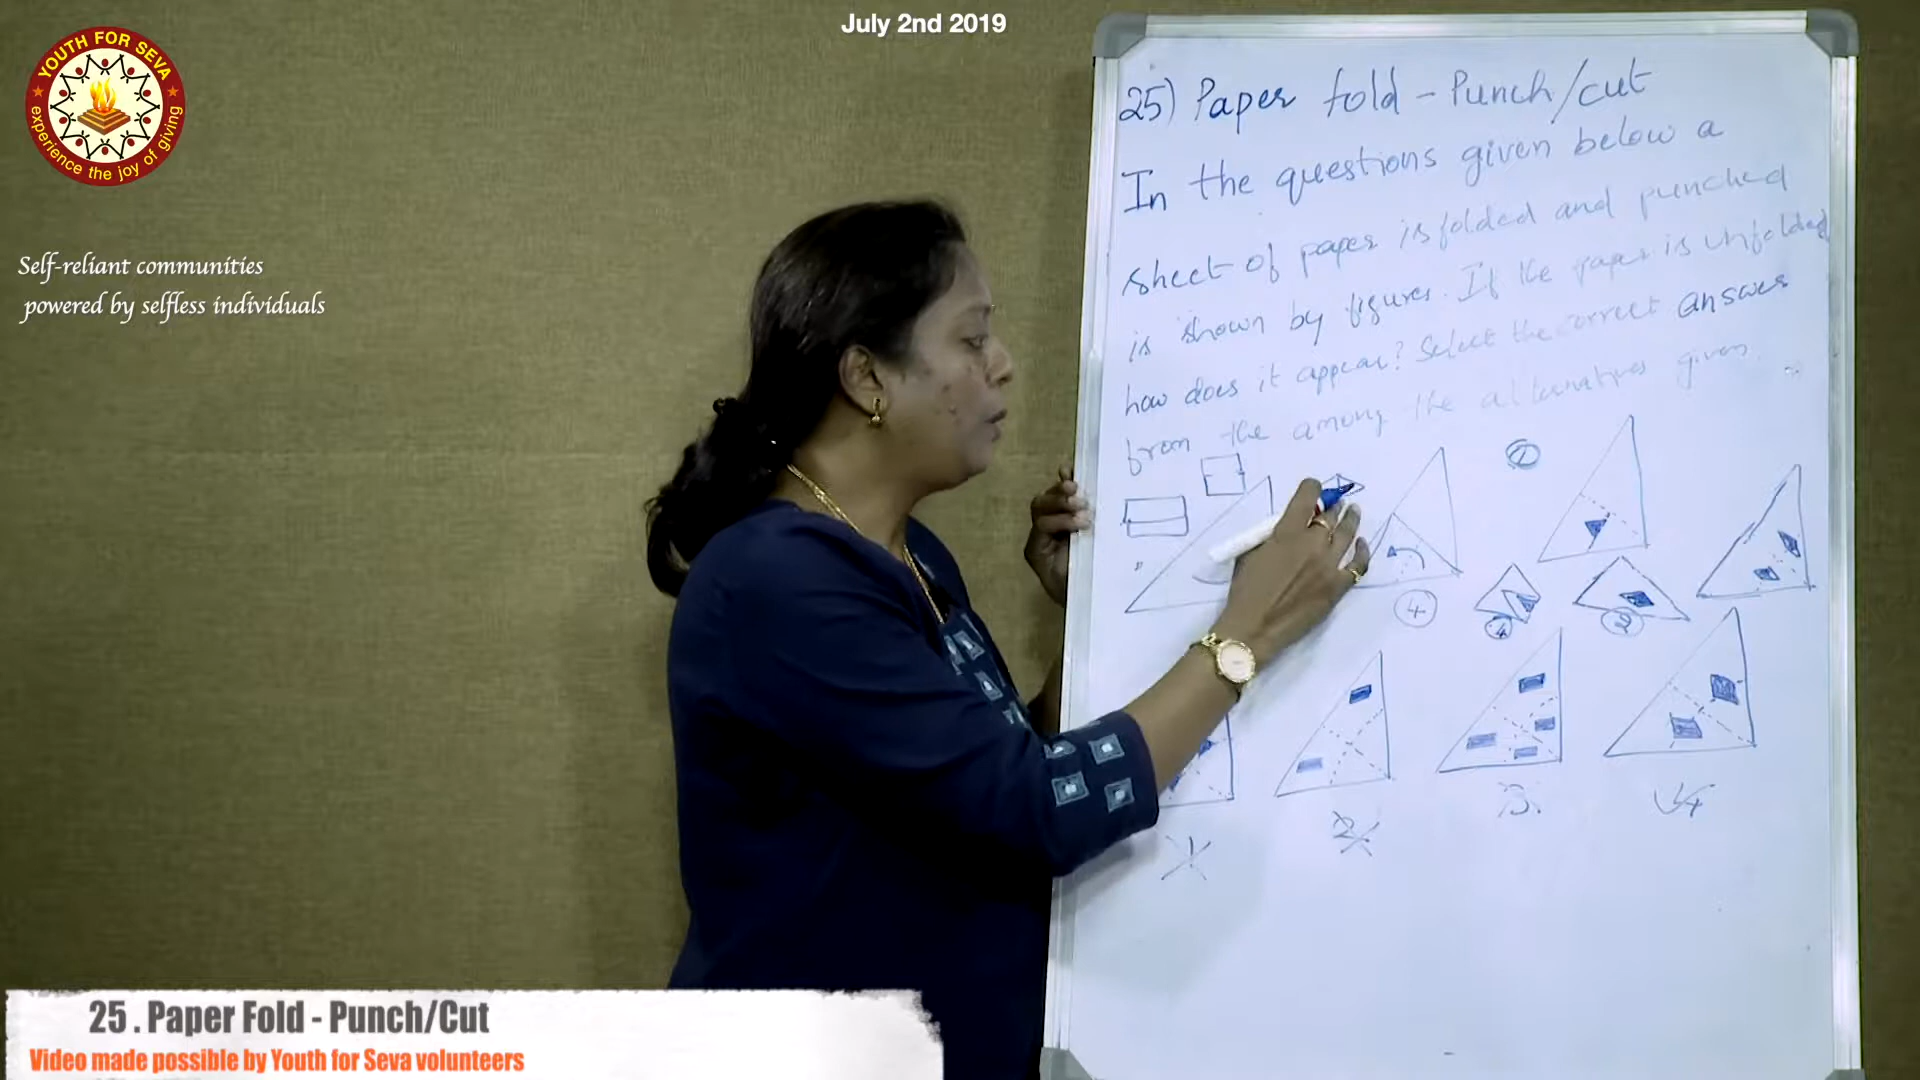 July 2nd 2019
YOUTH FOR SEVA
experience the joy of giving
Self-reliant communities
powered by selfless individuals
25) Paper fold - Punch/cut
In the questions given below a
sheet of paper is folded and punched
is shown by figures. If the paper is unfolded
how does it appear? Select the correct answer
from the among the alternatives given.
4
4
2
1
2
3.
4
25 . Paper Fold - Punch/Cut
Video made possible by Youth for Seva volunteers